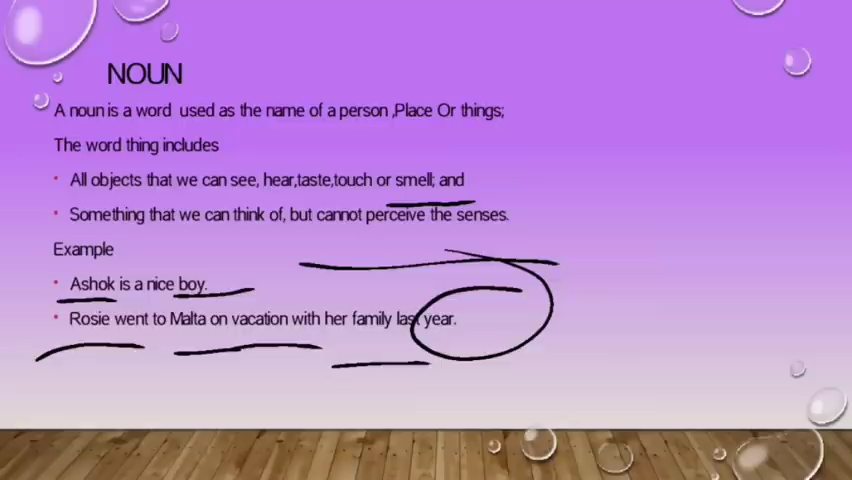 NOUN
A noun is a word used as the name of a person ,Place Or things;
The word thing includes
• All objects that we can see, hear,taste,touch or smell; and
• Something that we can think of, but cannot perceive the senses.
Example
• Ashok is a nice boy.
• Rosie went to Malta on vacation with her family last year.